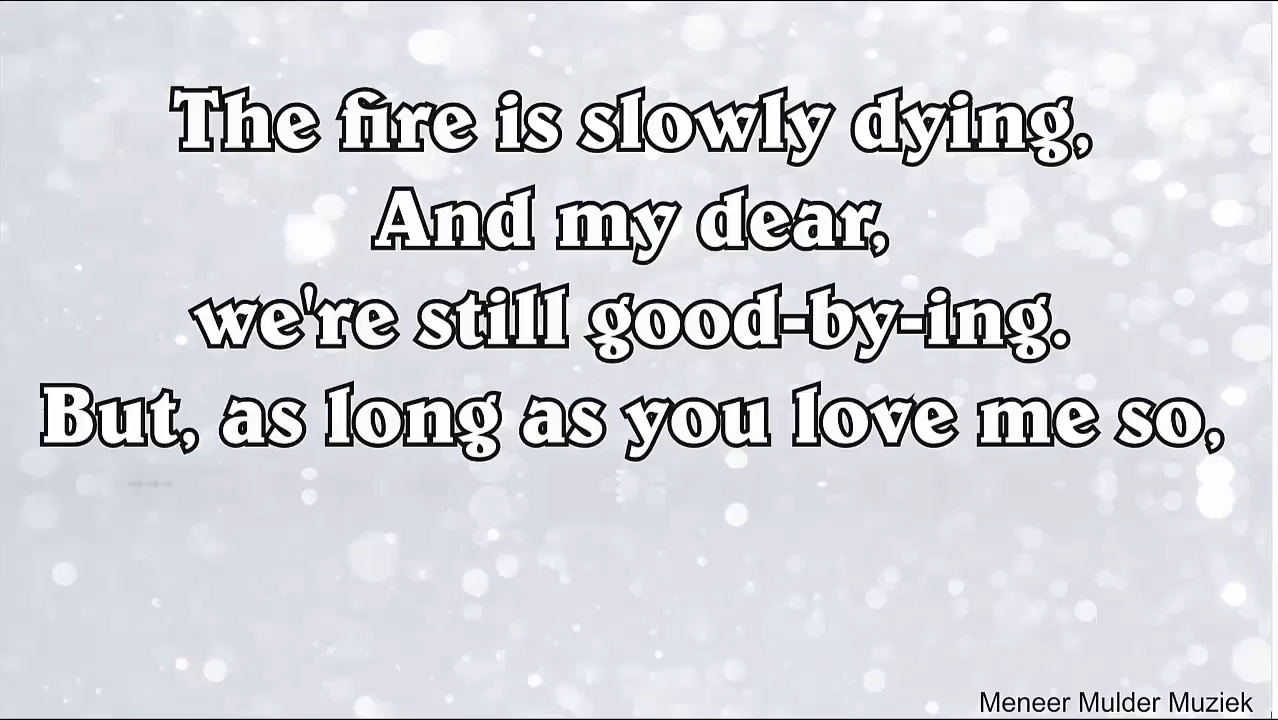 The fire is slowly dying,
And my dear,
we're still good-by-ing.
But, as long as you love me so,
Meneer Mulder Muziek